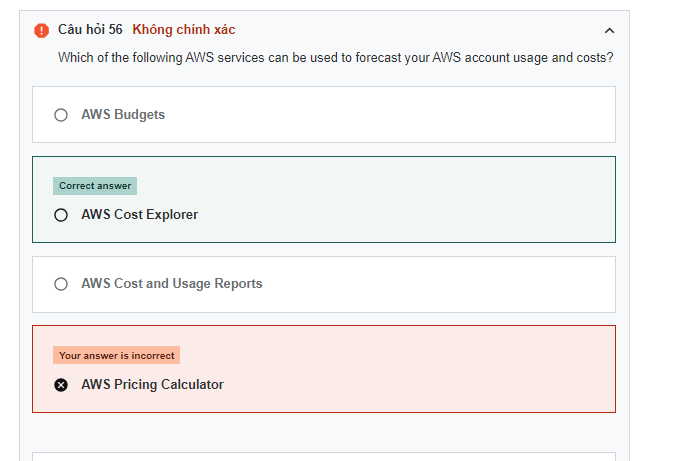 Câu hỏi 56 Không chính xác
Which of the following AWS services can be used to forecast your AWS account usage and costs?
AWS Budgets
Correct answer
AWS Cost Explorer
AWS Cost and Usage Reports
Your answer is incorrect
AWS Pricing Calculator